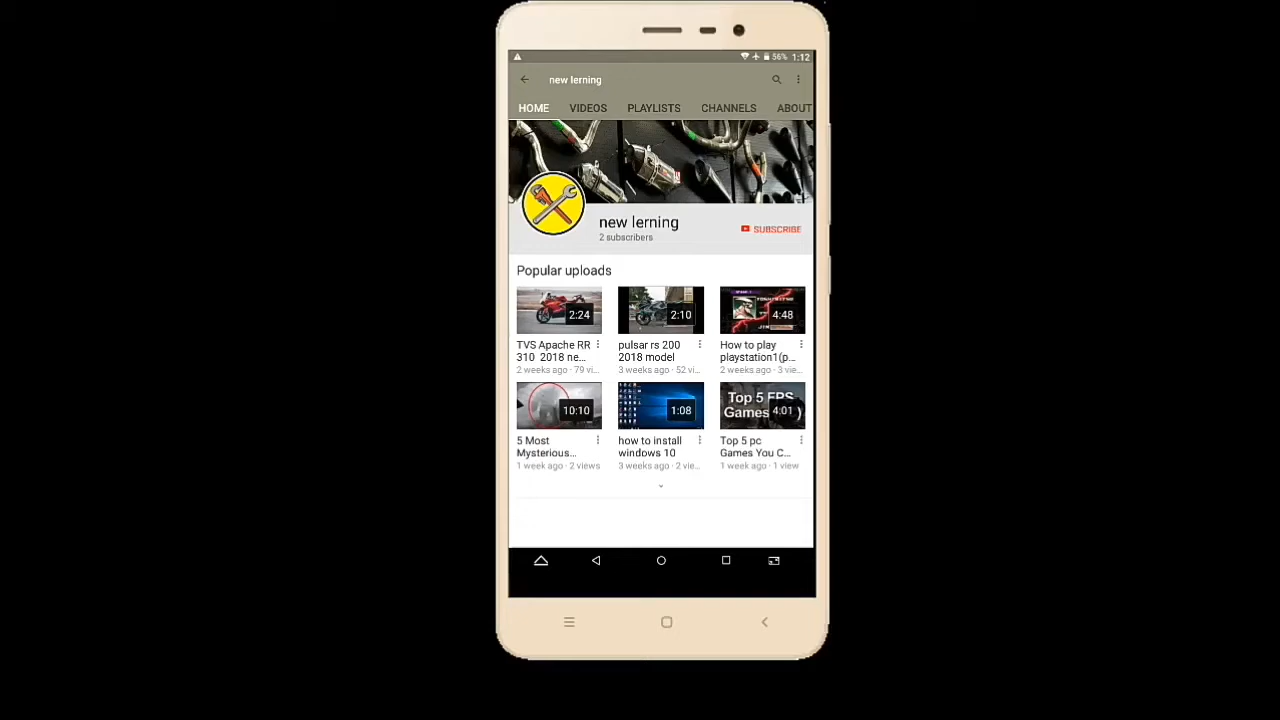 56% 1:12
new lerning
HOME VIDEOS PLAYLISTS CHANNELS ABOUT
new lerning
2 subscribers
SUBSCRIBE
Popular uploads
2:24
2:10
4:48
TVS Apache RR
310 2018 ne...
2 weeks ago · 79 vi...
pulsar rs 200
2018 model
3 weeks ago · 52 vi...
How to play
playstation1(p...
2 weeks ago · 3 vie...
10:10
1:08
Top 5 FPS
Games
4:01
5 Most
Mysterious...
1 week ago · 2 views
how to install
windows 10
3 weeks ago · 2 vie...
Top 5 pc
Games You C...
1 week ago · 1 view